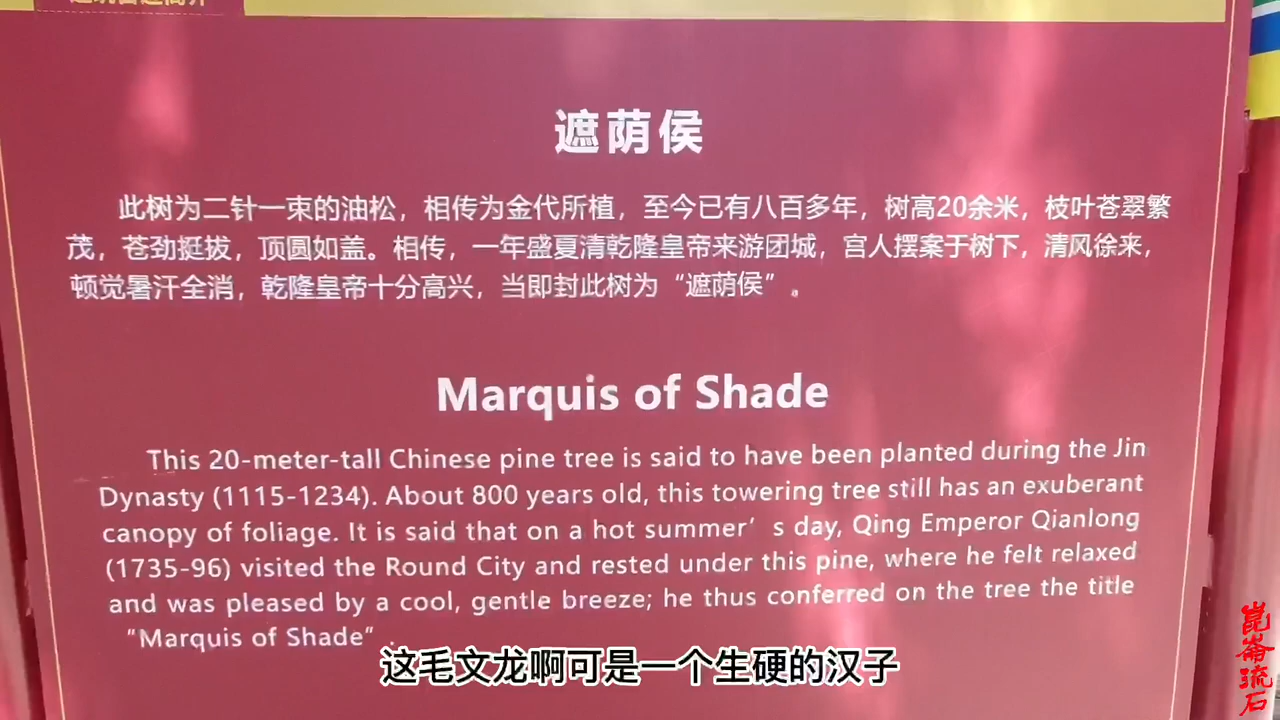 遮荫侯
此树为二针一束的油松，相传为金代所植，至今已有八百多年，树高20余米，枝叶苍翠繁
茂，苍劲挺拔，顶圆如盖。相传，一年盛夏清乾隆皇帝来游团城，宫人摆案于树下，清风徐来，
顿觉暑汗全消，乾隆皇帝十分高兴，当即封此树为“遮荫侯”。
Marquis of Shade
This 20-meter-tall Chinese pine tree is said to have been planted during the Jin
Dynasty (1115-1234). About 800 years old, this towering tree still has an exuberant
canopy of foliage. It is said that on a hot summer’s day, Qing Emperor Qianlong
(1735-96) visited the Round City and rested under this pine, where he felt relaxed
and was pleased by a cool, gentle breeze; he thus conferred on the tree the title
“Marquis of Shade”.
这毛文龙啊可是一个生硬的汉子
崑崙琉石